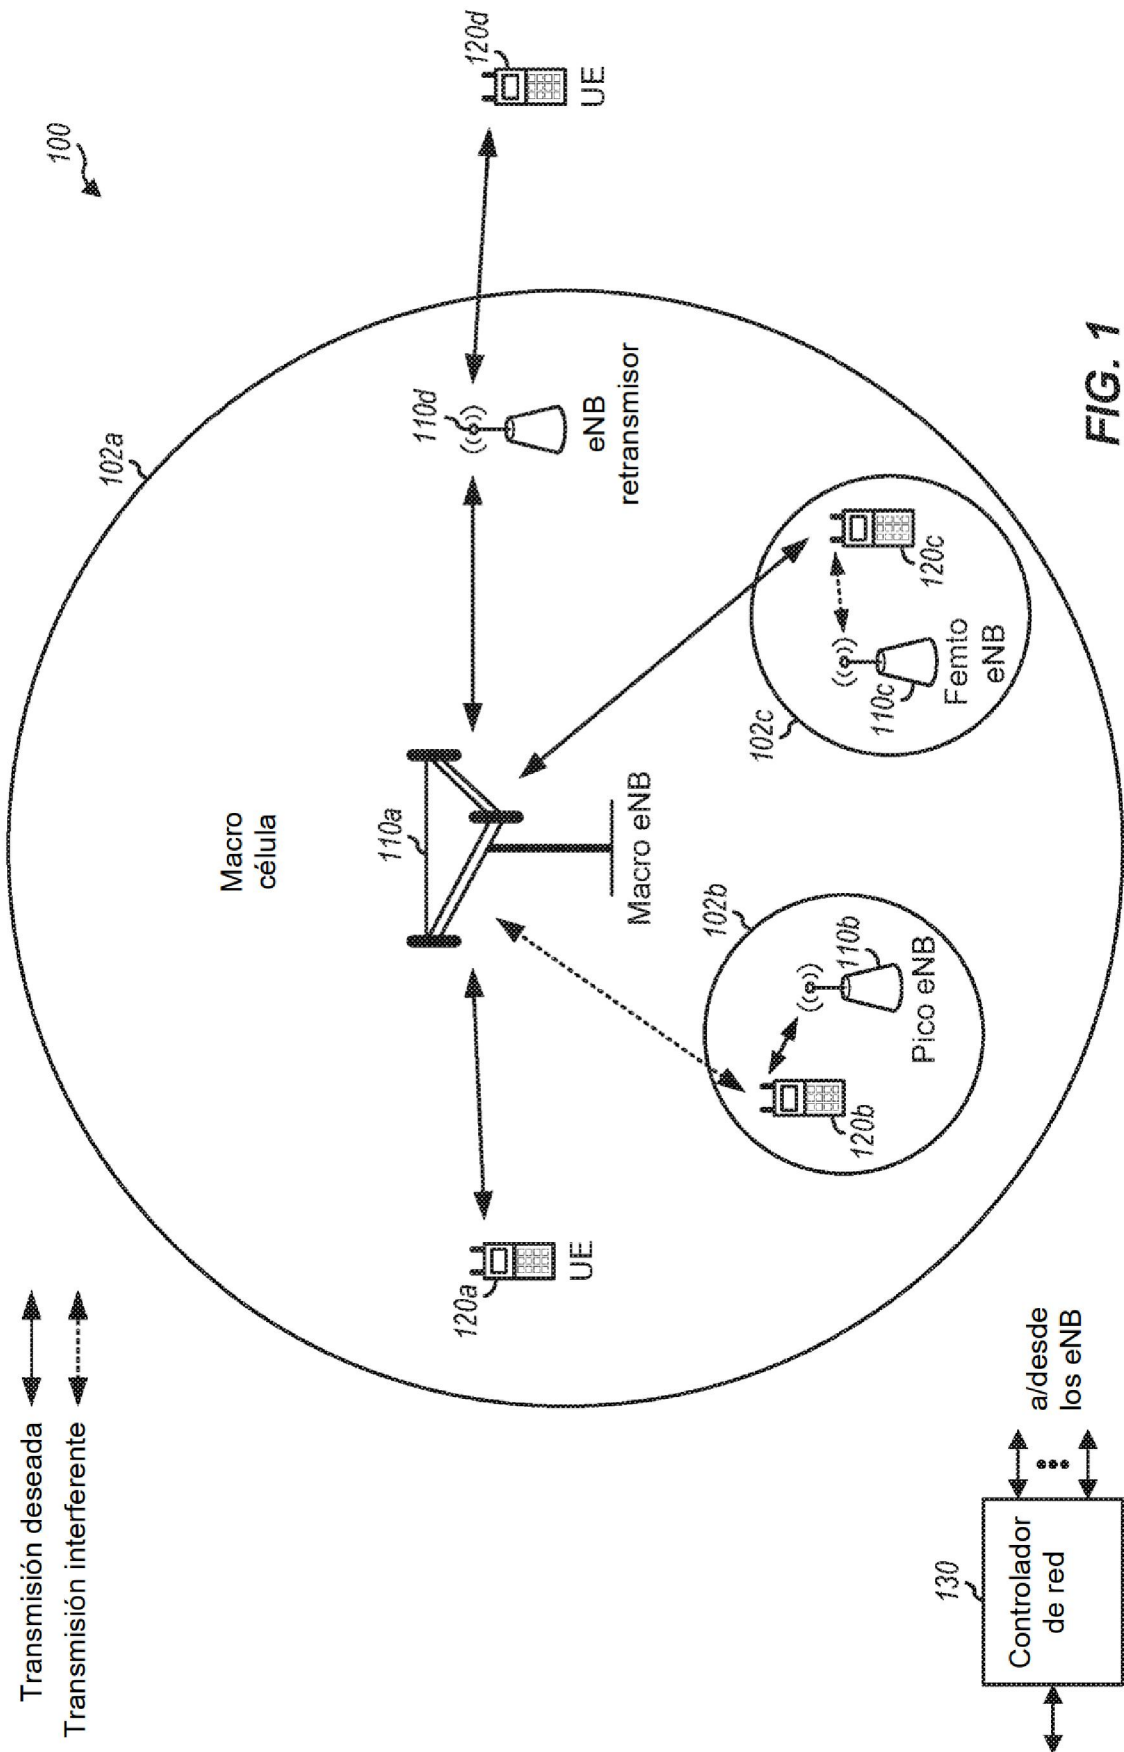 Transmisión deseada
Transmisión interferente
100
102a
Macro
célula
110a
Macro eNB
120a
UE
110d
eNB
retransmisor
120d
UE
102b
110b
Pico eNB
120b
102c
110c
Femto
eNB
120c
130
Controlador
de red
a/desde
los eNB
FIG. 1